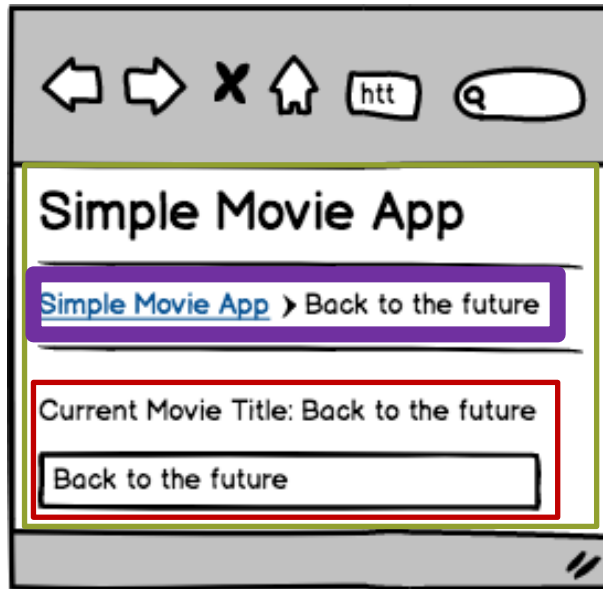 htt
Simple Movie App
Simple Movie App > Back to the future
Current Movie Title: Back to the future
Back to the future